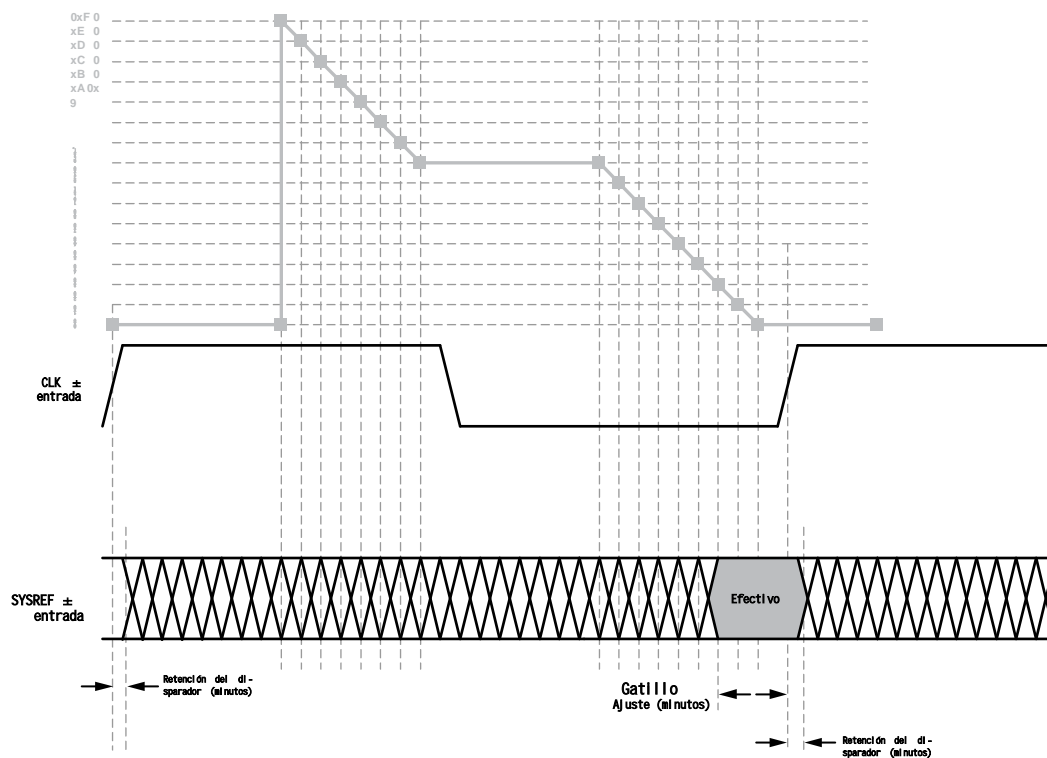 0xF 0
xE 0
xD 0
xC 0
xB 0
xA 0x
9
CLK ±
entrada
SYSREF ±
entrada
Efectivo
Retención del di-
sparador (minutos)
Gatillo
Ajuste (minutos)
Retención del di-
sparador (minutos)